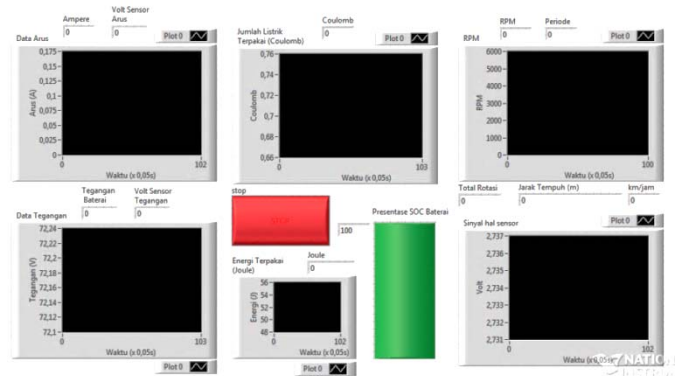 Ampere
0
Volt Sensor
Arus
0
Data Arus
Plot 0
0,175
0,15
0,125
0,1
0,075
0,05
0,025
0
Arus (A)
0
102
Waktu (x 0,05s)
Coulomb
0
Jumlah Listrik
Terpakai (Coulomb)
Plot 0
0,76
0,74
0,72
0,7
0,68
0,66
Coulomb
0
103
Waktu (x 0,05s)
RPM
0
Periode
0
RPM
Plot 0
6000
5000
4000
3000
2000
1000
0
RPM
0
100
Waktu (x 0,05s)
Tegangan
Baterai
0
Volt Sensor
Tegangan
0
Data Tegangan
72,24
72,22
72,2
72,18
72,16
72,14
72,12
72,1
Tegangan (V)
0
103
Waktu (x 0,05s)
Plot 0
stop
STOP
100
Presentase SOC Baterai
Energi Terpakai
(Joule)
Joule
0
56
54
52
50
48
Energi (J)
0
102
Waktu (x 0,05s)
Plot 0
Total Rotasi
0
Jarak Tempuh (m)
0
km/jam
0
Sinyal hal sensor
Plot 0
2,737
2,736
2,735
2,734
2,733
2,732
2,731
Volt
0
102
Waktu (x 0,05s)
NATION
INSTRUM